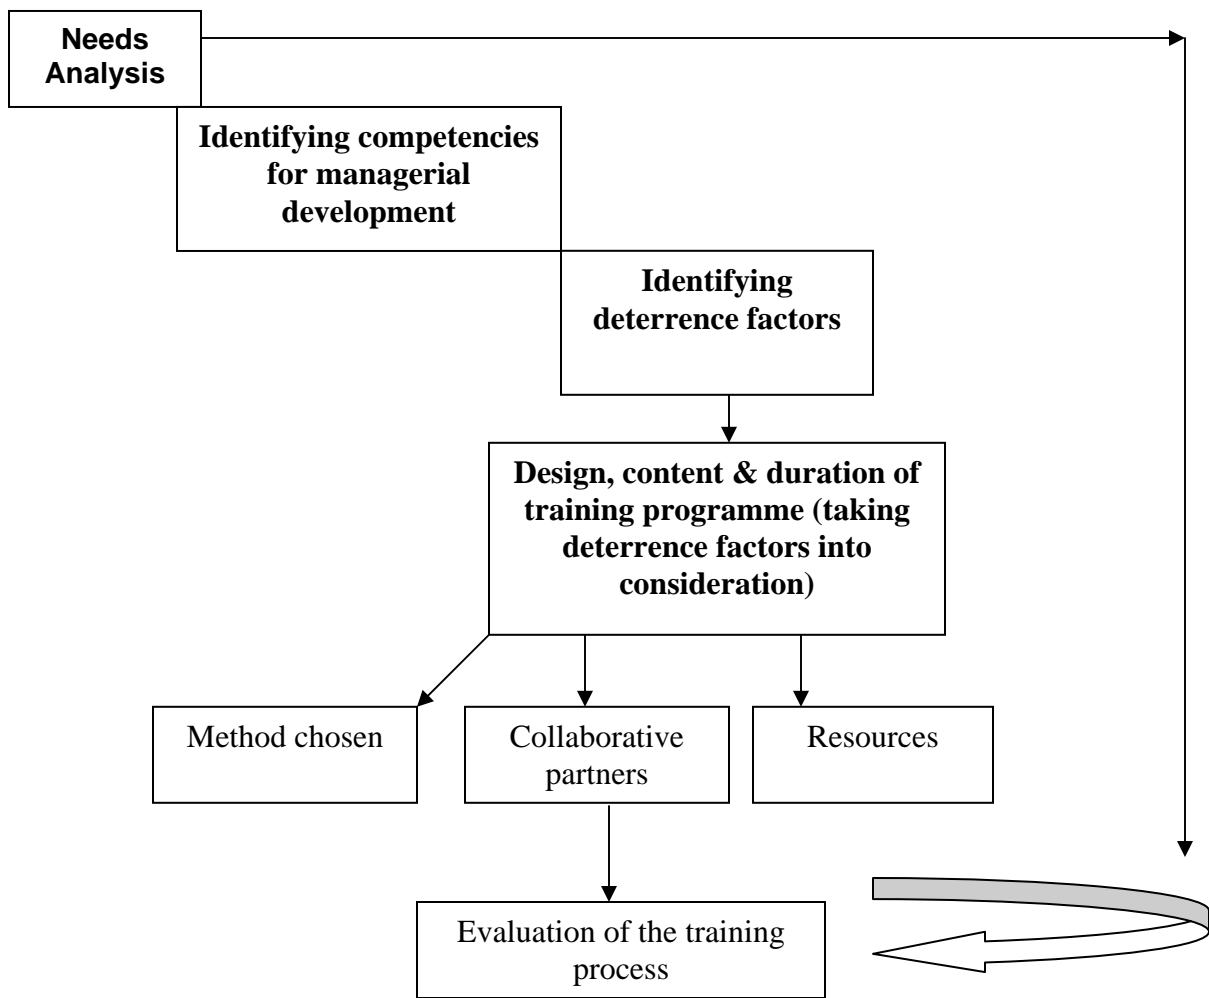 Needs
Analysis
Identifying competencies
for managerial
development
Identifying
deterrence factors
Design, content & duration of
training programme (taking
deterrence factors into
consideration)
Method chosen
Collaborative
partners
Resources
Evaluation of the training
process